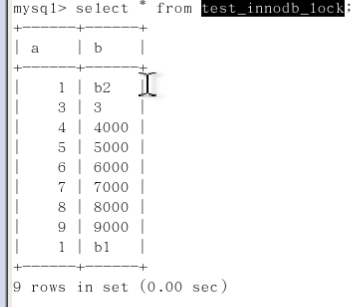 mysql> select * from test_innodb_lock:
+------+------+
| a | b |
+------+------+
| 1 | b2 |
| 3 | 3 |
| 4 | 4000 |
| 5 | 5000 |
| 6 | 6000 |
| 7 | 7000 |
| 8 | 8000 |
| 9 | 9000 |
| 1 | b1 |
+------+------+
9 rows in set (0.00 sec)